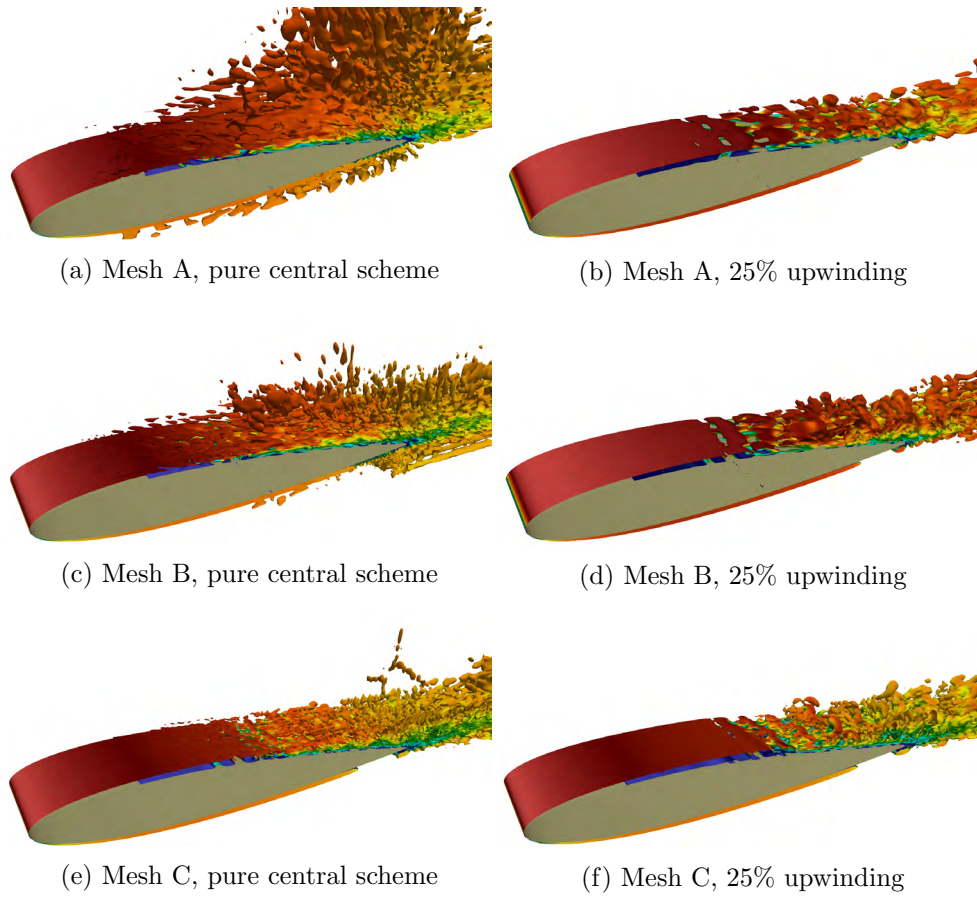 (a) Mesh A, pure central scheme
(b) Mesh A, 25% upwinding
(c) Mesh B, pure central scheme
(d) Mesh B, 25% upwinding
(e) Mesh C, pure central scheme
(f) Mesh C, 25% upwinding